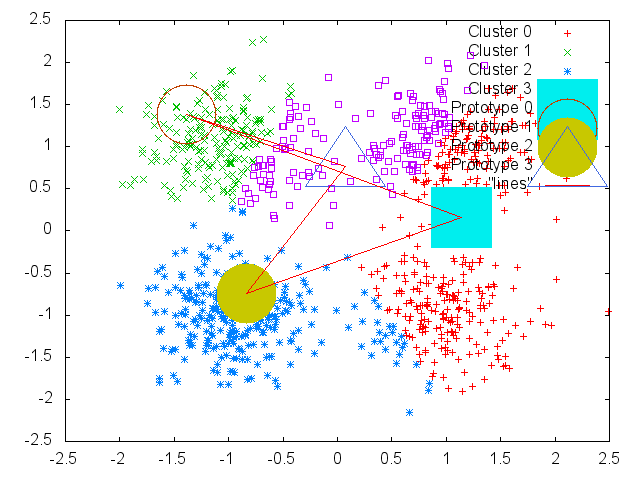 2.5
2
1.5
1
0.5
0
-0.5
-1
-1.5
-2
-2.5
-2.5 -2 -1.5 -1 -0.5 0 0.5 1 1.5 2 2.5
Cluster 0
Cluster 1
Cluster 2
Cluster 3
Prototype 0
Prototype 1
Prototype 2
Prototype 3
"lines"